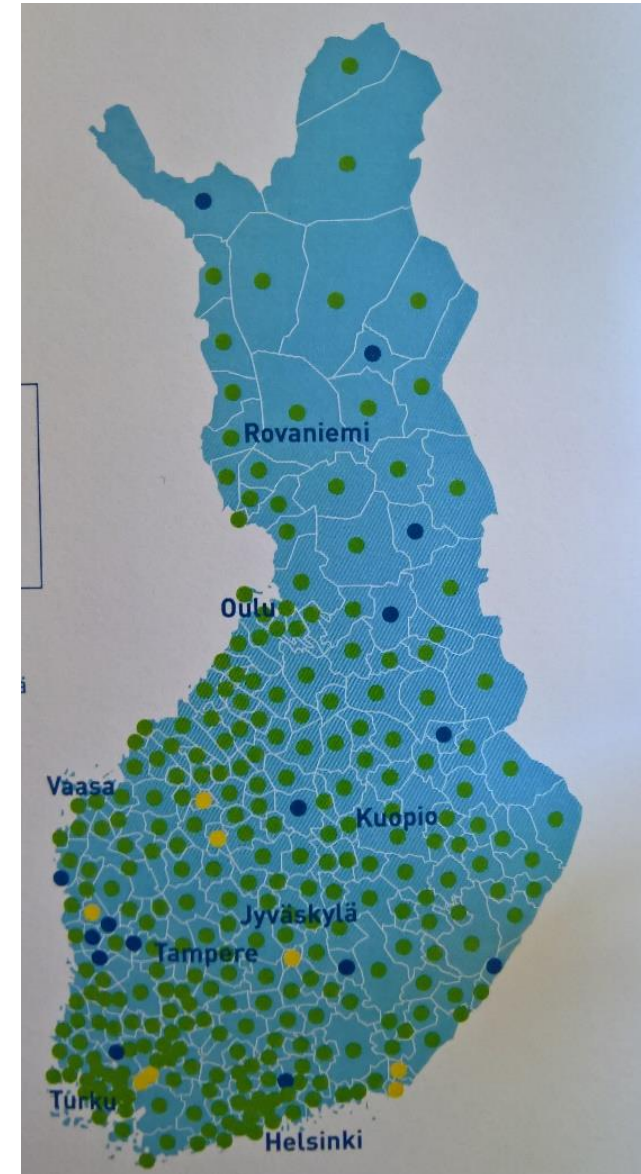 Rovaniemi
Oulu
ä
Vaasa
Kuopio
Jyväskylä
Tampere
Turku
Helsinki